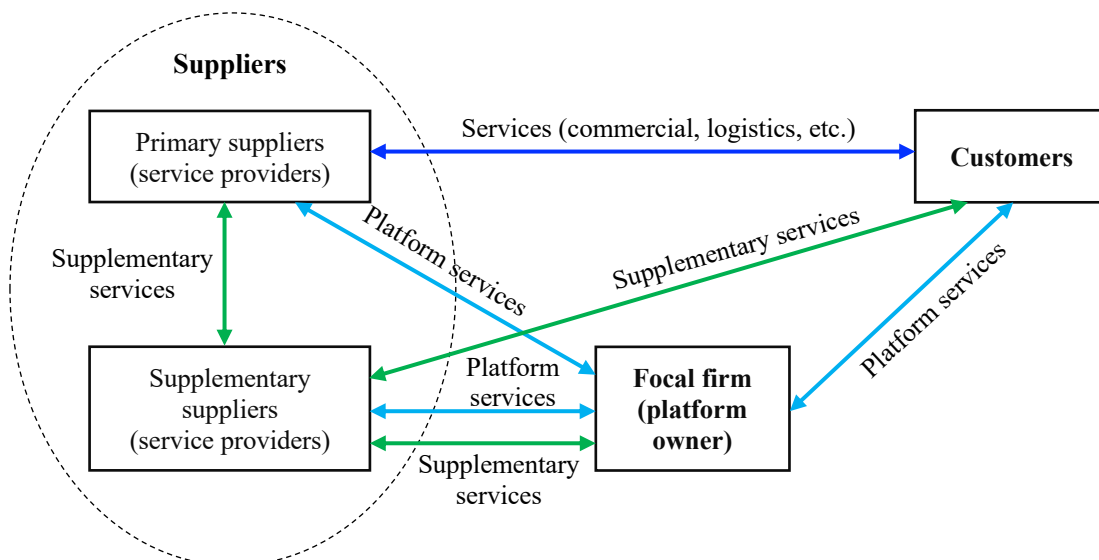 Suppliers
Primary suppliers
(service providers)
Services (commercial, logistics, etc.)
Customers
Supplementary
services
Platform services
Supplementary services
Platform services
Supplementary
suppliers
(service providers)
Platform
services
Supplementary
services
Focal firm
(platform
owner)